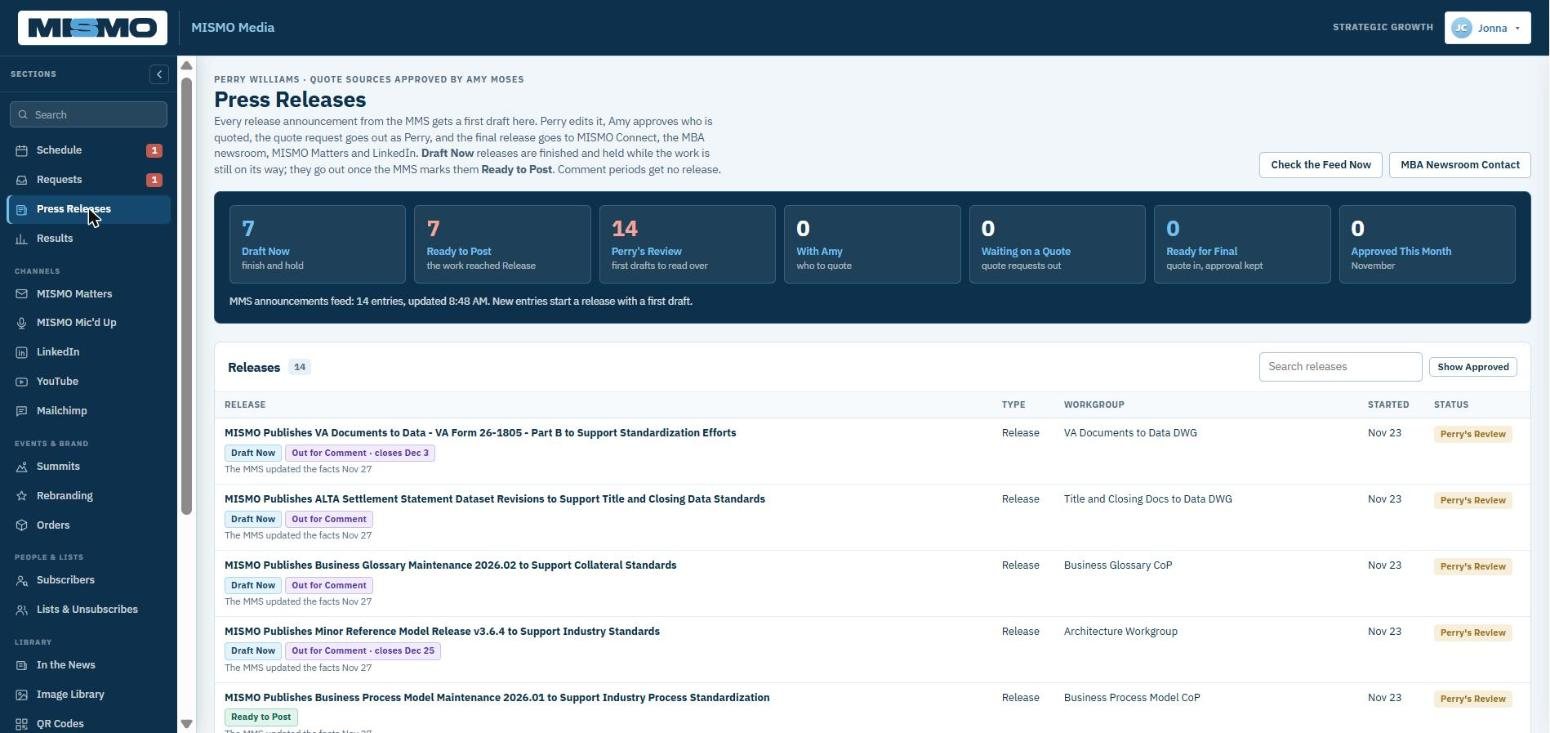 MISMO
MISMO Media
STRATEGIC GROWTH
JC Jonna
SECTIONS
Search
Schedule 1
Requests 1
Press Releases
Results
CHANNELS
MISMO Matters
MISMO Mic'd Up
LinkedIn
YouTube
Mailchimp
EVENTS & BRAND
Summits
Rebranding
Orders
PEOPLE & LISTS
Subscribers
Lists & Unsubscribes
LIBRARY
In the News
Image Library
QR Codes
PERRY WILLIAMS · QUOTE SOURCES APPROVED BY AMY MOSES
Press Releases
Every release announcement from the MMS gets a first draft here. Perry edits it, Amy approves who is
quoted, the quote request goes out as Perry, and the final release goes to MISMO Connect, the MBA
newsroom, MISMO Matters and LinkedIn. Draft Now releases are finished and held while the work is
still on its way; they go out once the MMS marks them Ready to Post. Comment periods get no release.
Check the Feed Now
MBA Newsroom Contact
7
Draft Now
finish and hold
7
Ready to Post
the work reached Release
14
Perry's Review
first drafts to read over
0
With Amy
who to quote
0
Waiting on a Quote
quote requests out
0
Ready for Final
quote in, approval kept
0
Approved This Month
November
MMS announcements feed: 14 entries, updated 8:48 AM. New entries start a release with a first draft.
Releases 14
Search releases
Show Approved
RELEASE TYPE WORKGROUP STARTED STATUS
MISMO Publishes VA Documents to Data - VA Form 26-1805 - Part B to Support Standardization Efforts Release VA Documents to Data DWG Nov 23 Perry's Review
Draft Now Out for Comment · closes Dec 3
The MMS updated the facts Nov 27
MISMO Publishes ALTA Settlement Statement Dataset Revisions to Support Title and Closing Data Standards Release Title and Closing Docs to Data DWG Nov 23 Perry's Review
Draft Now Out for Comment
The MMS updated the facts Nov 27
MISMO Publishes Business Glossary Maintenance 2026.02 to Support Collateral Standards Release Business Glossary CoP Nov 23 Perry's Review
Draft Now Out for Comment
The MMS updated the facts Nov 27
MISMO Publishes Minor Reference Model Release v3.6.4 to Support Industry Standards Release Architecture Workgroup Nov 23 Perry's Review
Draft Now Out for Comment · closes Dec 25
The MMS updated the facts Nov 27
MISMO Publishes Business Process Model Maintenance 2026.01 to Support Industry Process Standardization Release Business Process Model CoP Nov 23 Perry's Review
Ready to Post
The MMS updated the facts Nov 27